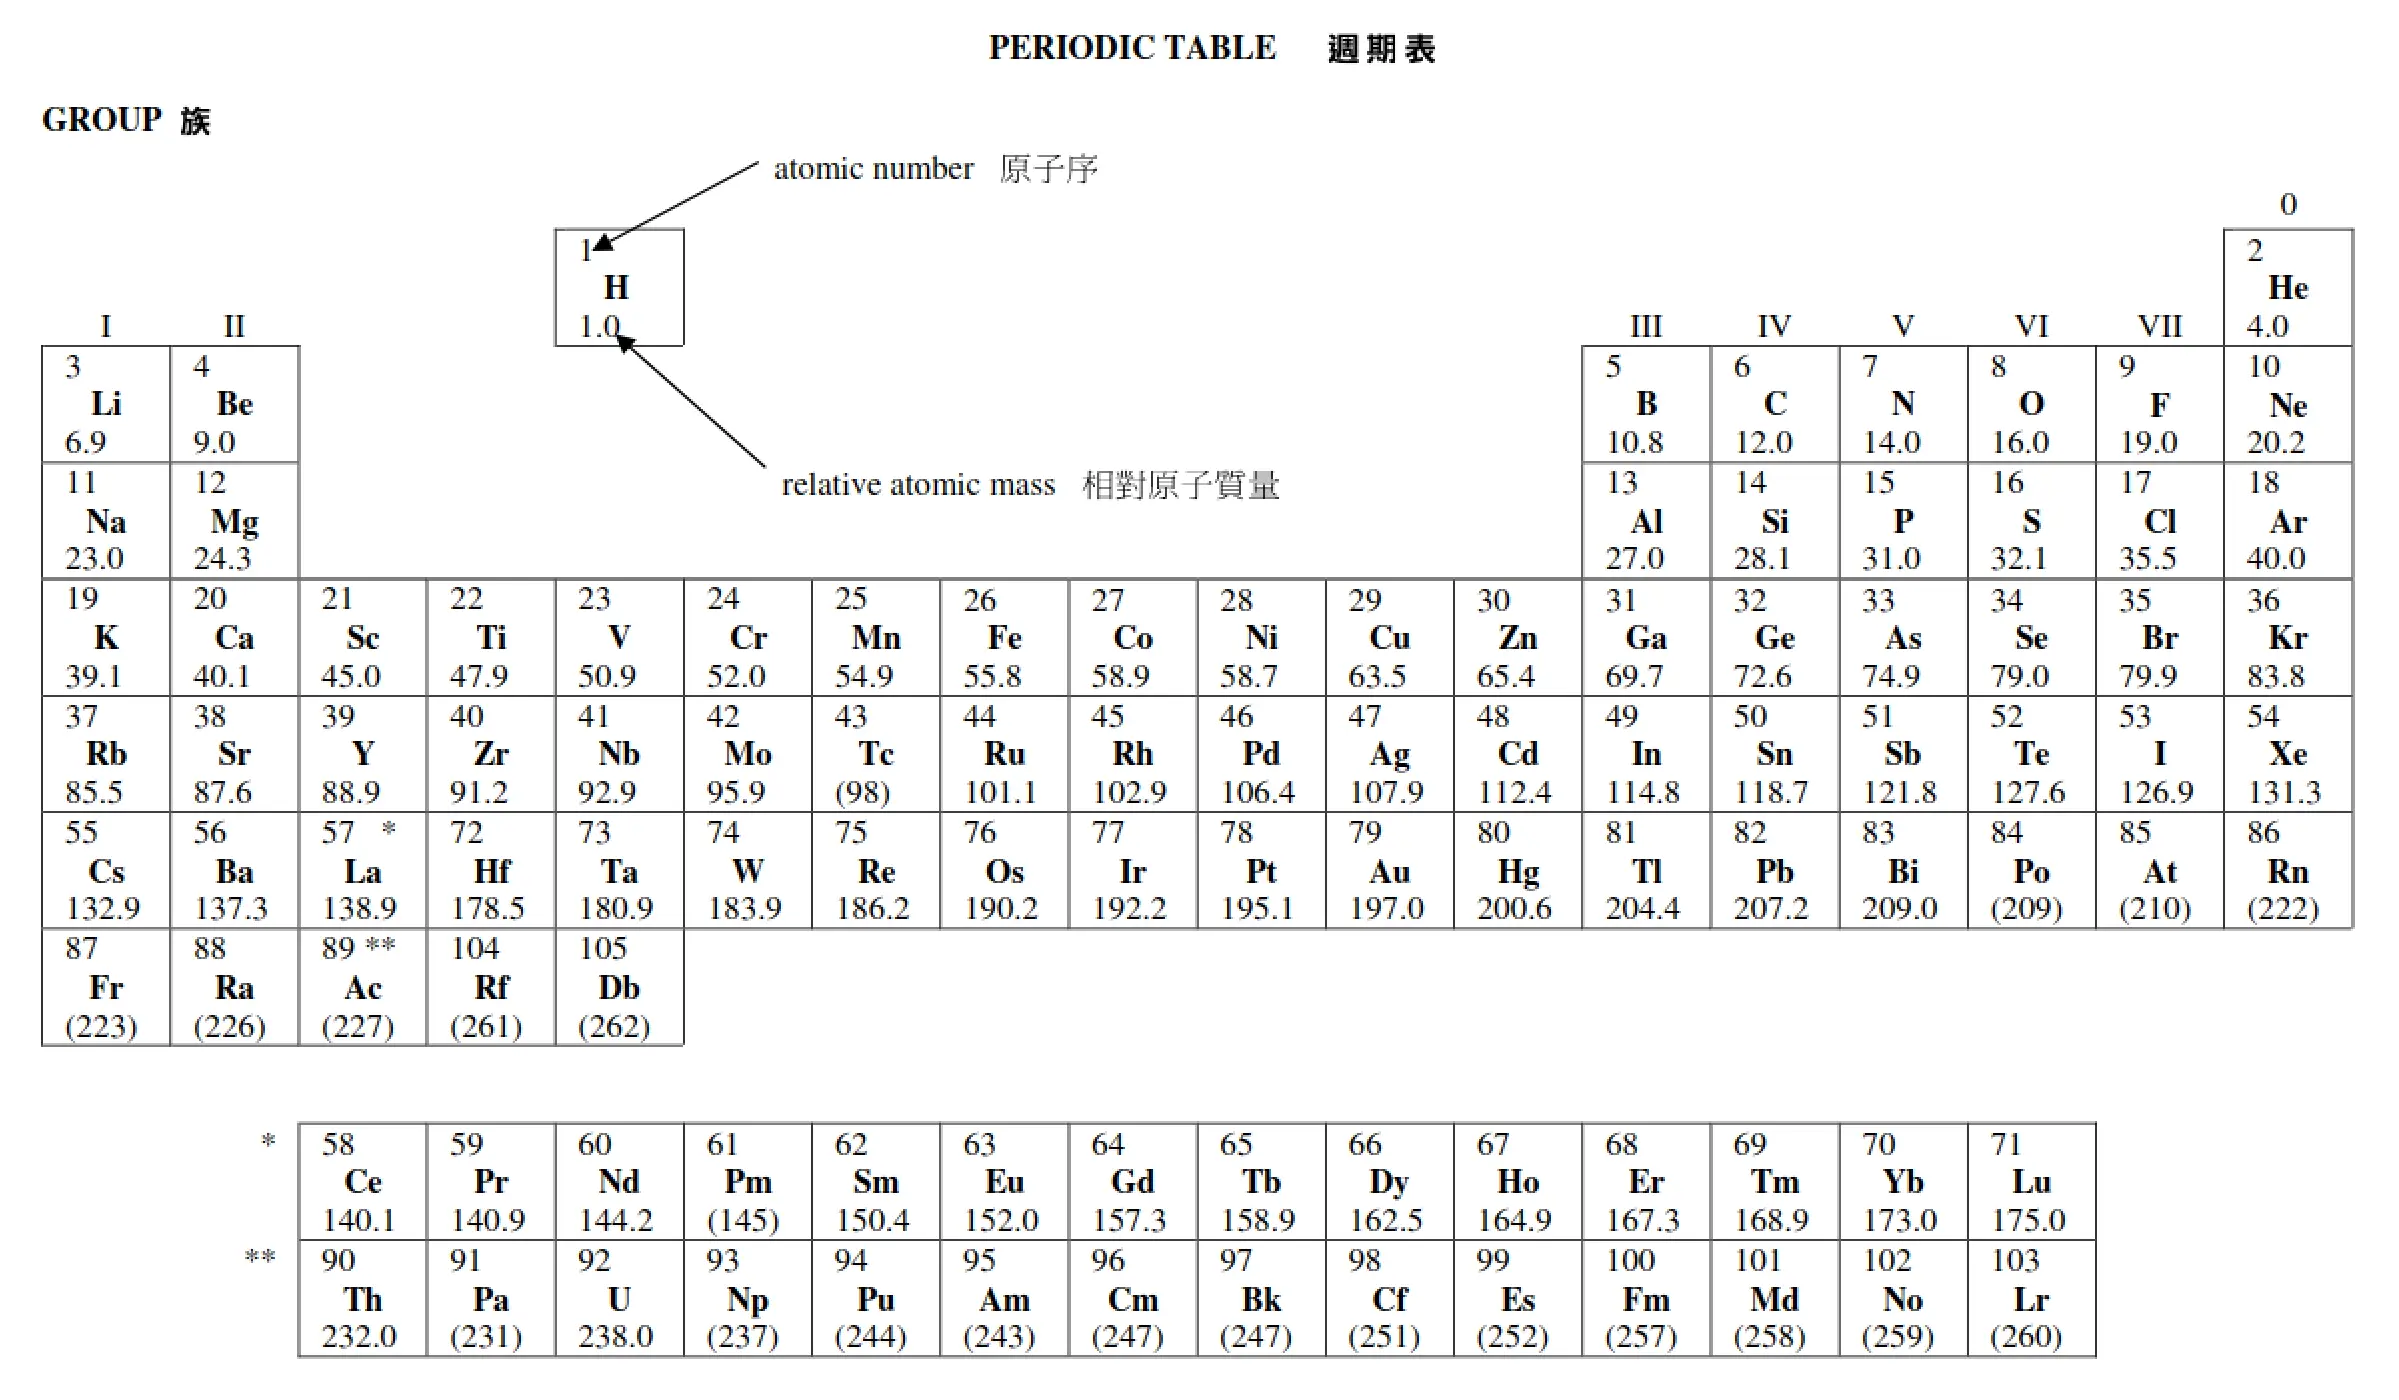 PERIODIC TABLE 週期表
GROUP 族
atomic number 原子序
0
1 2
H He
I II 1.0 III IV V VI VII 4.0
3 4 5 6 7 8 9 10
Li Be B C N O F Ne
6.9 9.0 10.8 12.0 14.0 16.0 19.0 20.2
relative atomic mass 相對原子質量
11 12 13 14 15 16 17 18
Na Mg Al Si P S Cl Ar
23.0 24.3 27.0 28.1 31.0 32.1 35.5 40.0
19 20 21 22 23 24 25 26 27 28 29 30 31 32 33 34 35 36
K Ca Sc Ti V Cr Mn Fe Co Ni Cu Zn Ga Ge As Se Br Kr
39.1 40.1 45.0 47.9 50.9 52.0 54.9 55.8 58.9 58.7 63.5 65.4 69.7 72.6 74.9 79.0 79.9 83.8
37 38 39 40 41 42 43 44 45 46 47 48 49 50 51 52 53 54
Rb Sr Y Zr Nb Mo Tc Ru Rh Pd Ag Cd In Sn Sb Te I Xe
85.5 87.6 88.9 91.2 92.9 95.9 (98) 101.1 102.9 106.4 107.9 112.4 114.8 118.7 121.8 127.6 126.9 131.3
55 56 57 * 72 73 74 75 76 77 78 79 80 81 82 83 84 85 86
Cs Ba La Hf Ta W Re Os Ir Pt Au Hg Tl Pb Bi Po At Rn
132.9 137.3 138.9 178.5 180.9 183.9 186.2 190.2 192.2 195.1 197.0 200.6 204.4 207.2 209.0 (209) (210) (222)
87 88 89 ** 104 105
Fr Ra Ac Rf Db
(223) (226) (227) (261) (262)
* 58 59 60 61 62 63 64 65 66 67 68 69 70 71
Ce Pr Nd Pm Sm Eu Gd Tb Dy Ho Er Tm Yb Lu
140.1 140.9 144.2 (145) 150.4 152.0 157.3 158.9 162.5 164.9 167.3 168.9 173.0 175.0
** 90 91 92 93 94 95 96 97 98 99 100 101 102 103
Th Pa U Np Pu Am Cm Bk Cf Es Fm Md No Lr
232.0 (231) 238.0 (237) (244) (243) (247) (247) (251) (252) (257) (258) (259) (260)